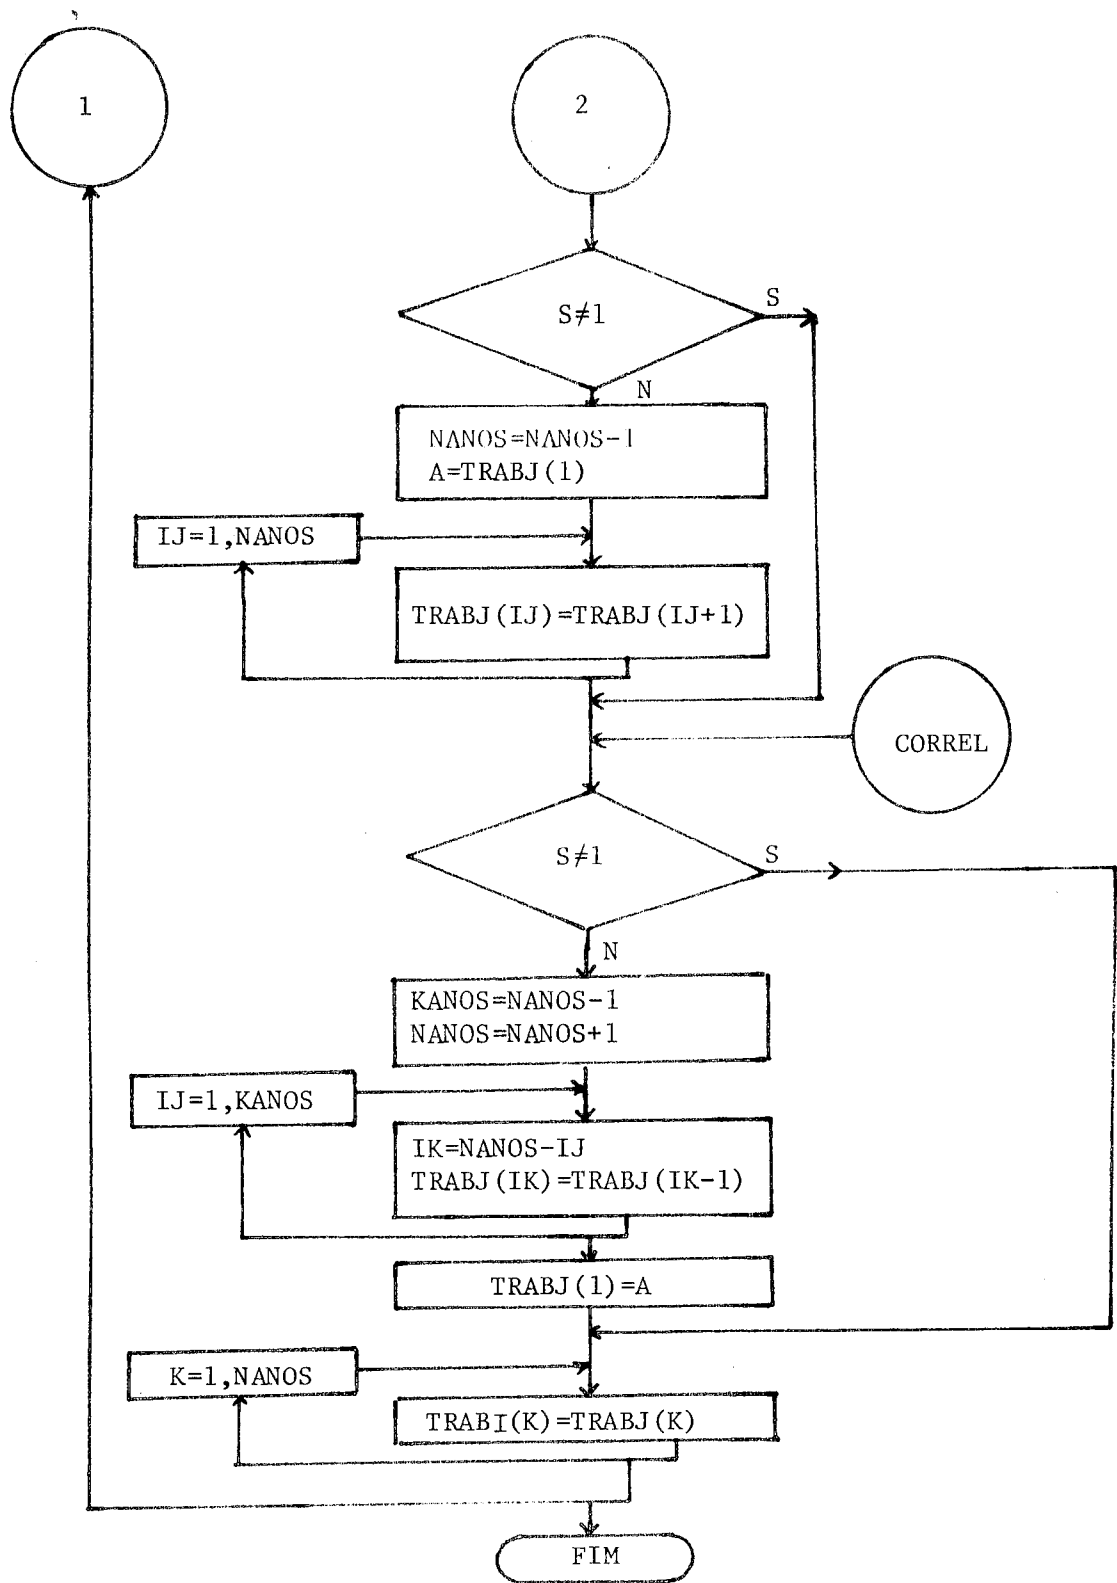 1
2
S≠1
S
N
NANOS=NANOS-1
A=TRABJ(1)
IJ=1,NANOS
TRABJ(IJ)=TRABJ(IJ+1)
CORREL
S≠1
S
N
KANOS=NANOS-1
NANOS=NANOS+1
IJ=1,KANOS
IK=NANOS-IJ
TRABJ(IK)=TRABJ(IK-1)
TRABJ(1)=A
K=1,NANOS
TRABI(K)=TRABJ(K)
FIM